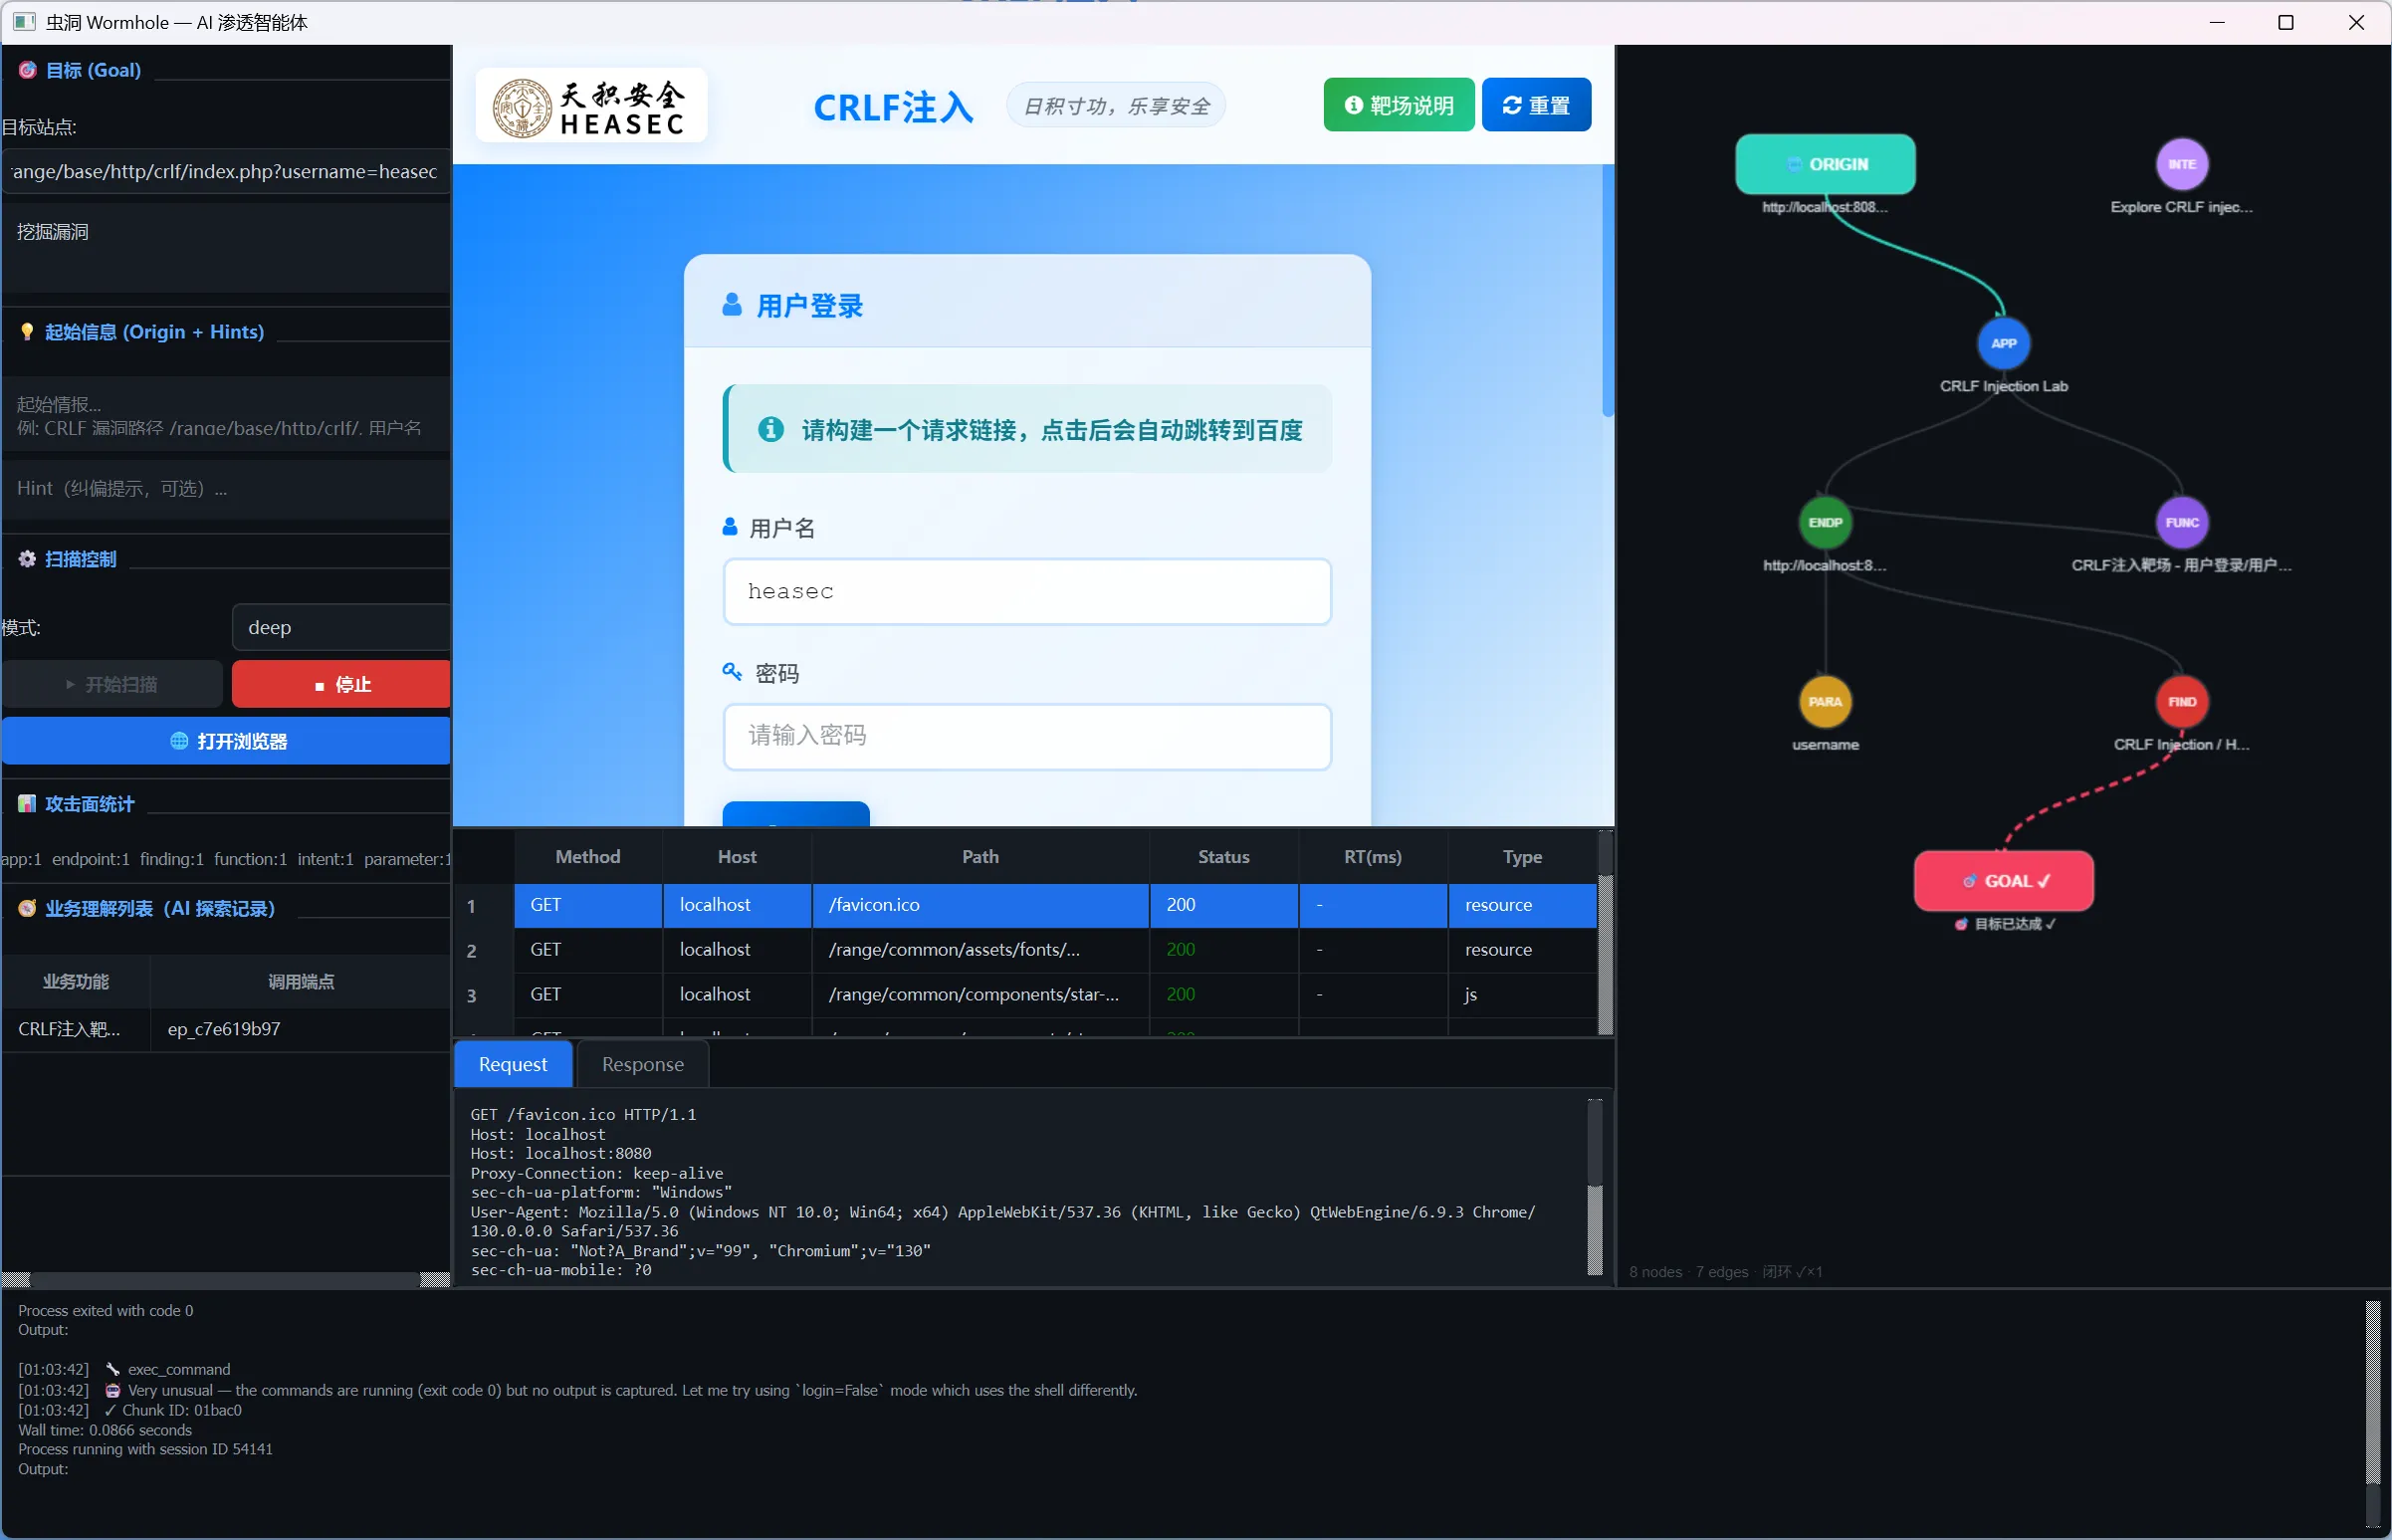 虫洞 Wormhole — AI 渗透智能体
目标 (Goal)
目标站点:
range/base/http/crlf/index.php?username=heasec
挖掘漏洞
起始信息 (Origin + Hints)
起始情报...
例: CRLF 漏洞路径 /range/base/http/crlf/, 用户名
Hint（纠偏提示，可选）...
扫描控制
模式:
deep
开始扫描
停止
打开浏览器
攻击面统计
app:1 endpoint:1 finding:1 function:1 intent:1 parameter:1
业务理解列表（AI 探索记录）
业务功能
调用端点
CRLF注入靶...
ep_c7e619b97
天积安全
HEASEC
CRLF注入
日积寸功，乐享安全
靶场说明
重置
用户登录
请构建一个请求链接，点击后会自动跳转到百度
用户名
heasec
密码
请输入密码
Method Host Path Status RT(ms) Type
1 GET localhost /favicon.ico 200 - resource
2 GET localhost /range/common/assets/fonts/... 200 - resource
3 GET localhost /range/common/components/star-... 200 - js
Request
Response
GET /favicon.ico HTTP/1.1
Host: localhost
Host: localhost:8080
Proxy-Connection: keep-alive
sec-ch-ua-platform: "Windows"
User-Agent: Mozilla/5.0 (Windows NT 10.0; Win64; x64) AppleWebKit/537.36 (KHTML, like Gecko) QtWebEngine/6.9.3 Chrome/
130.0.0.0 Safari/537.36
sec-ch-ua: "Not?A_Brand";v="99", "Chromium";v="130"
sec-ch-ua-mobile: ?0
ORIGIN
http://localhost:808...
INTE
Explore CRLF injec...
APP
CRLF Injection Lab
ENDP
http://localhost:8...
FUNC
CRLF注入靶场 - 用户登录/用户...
PARA
username
FIND
CRLF Injection / H...
GOAL ✓
目标已达成 ✓
8 nodes · 7 edges · 闭环 ✓×1
Process exited with code 0
Output:
[01:03:42] exec_command
[01:03:42] Very unusual — the commands are running (exit code 0) but no output is captured. Let me try using `login=False` mode which uses the shell differently.
[01:03:42] ✓ Chunk ID: 01bac0
Wall time: 0.0866 seconds
Process running with session ID 54141
Output: